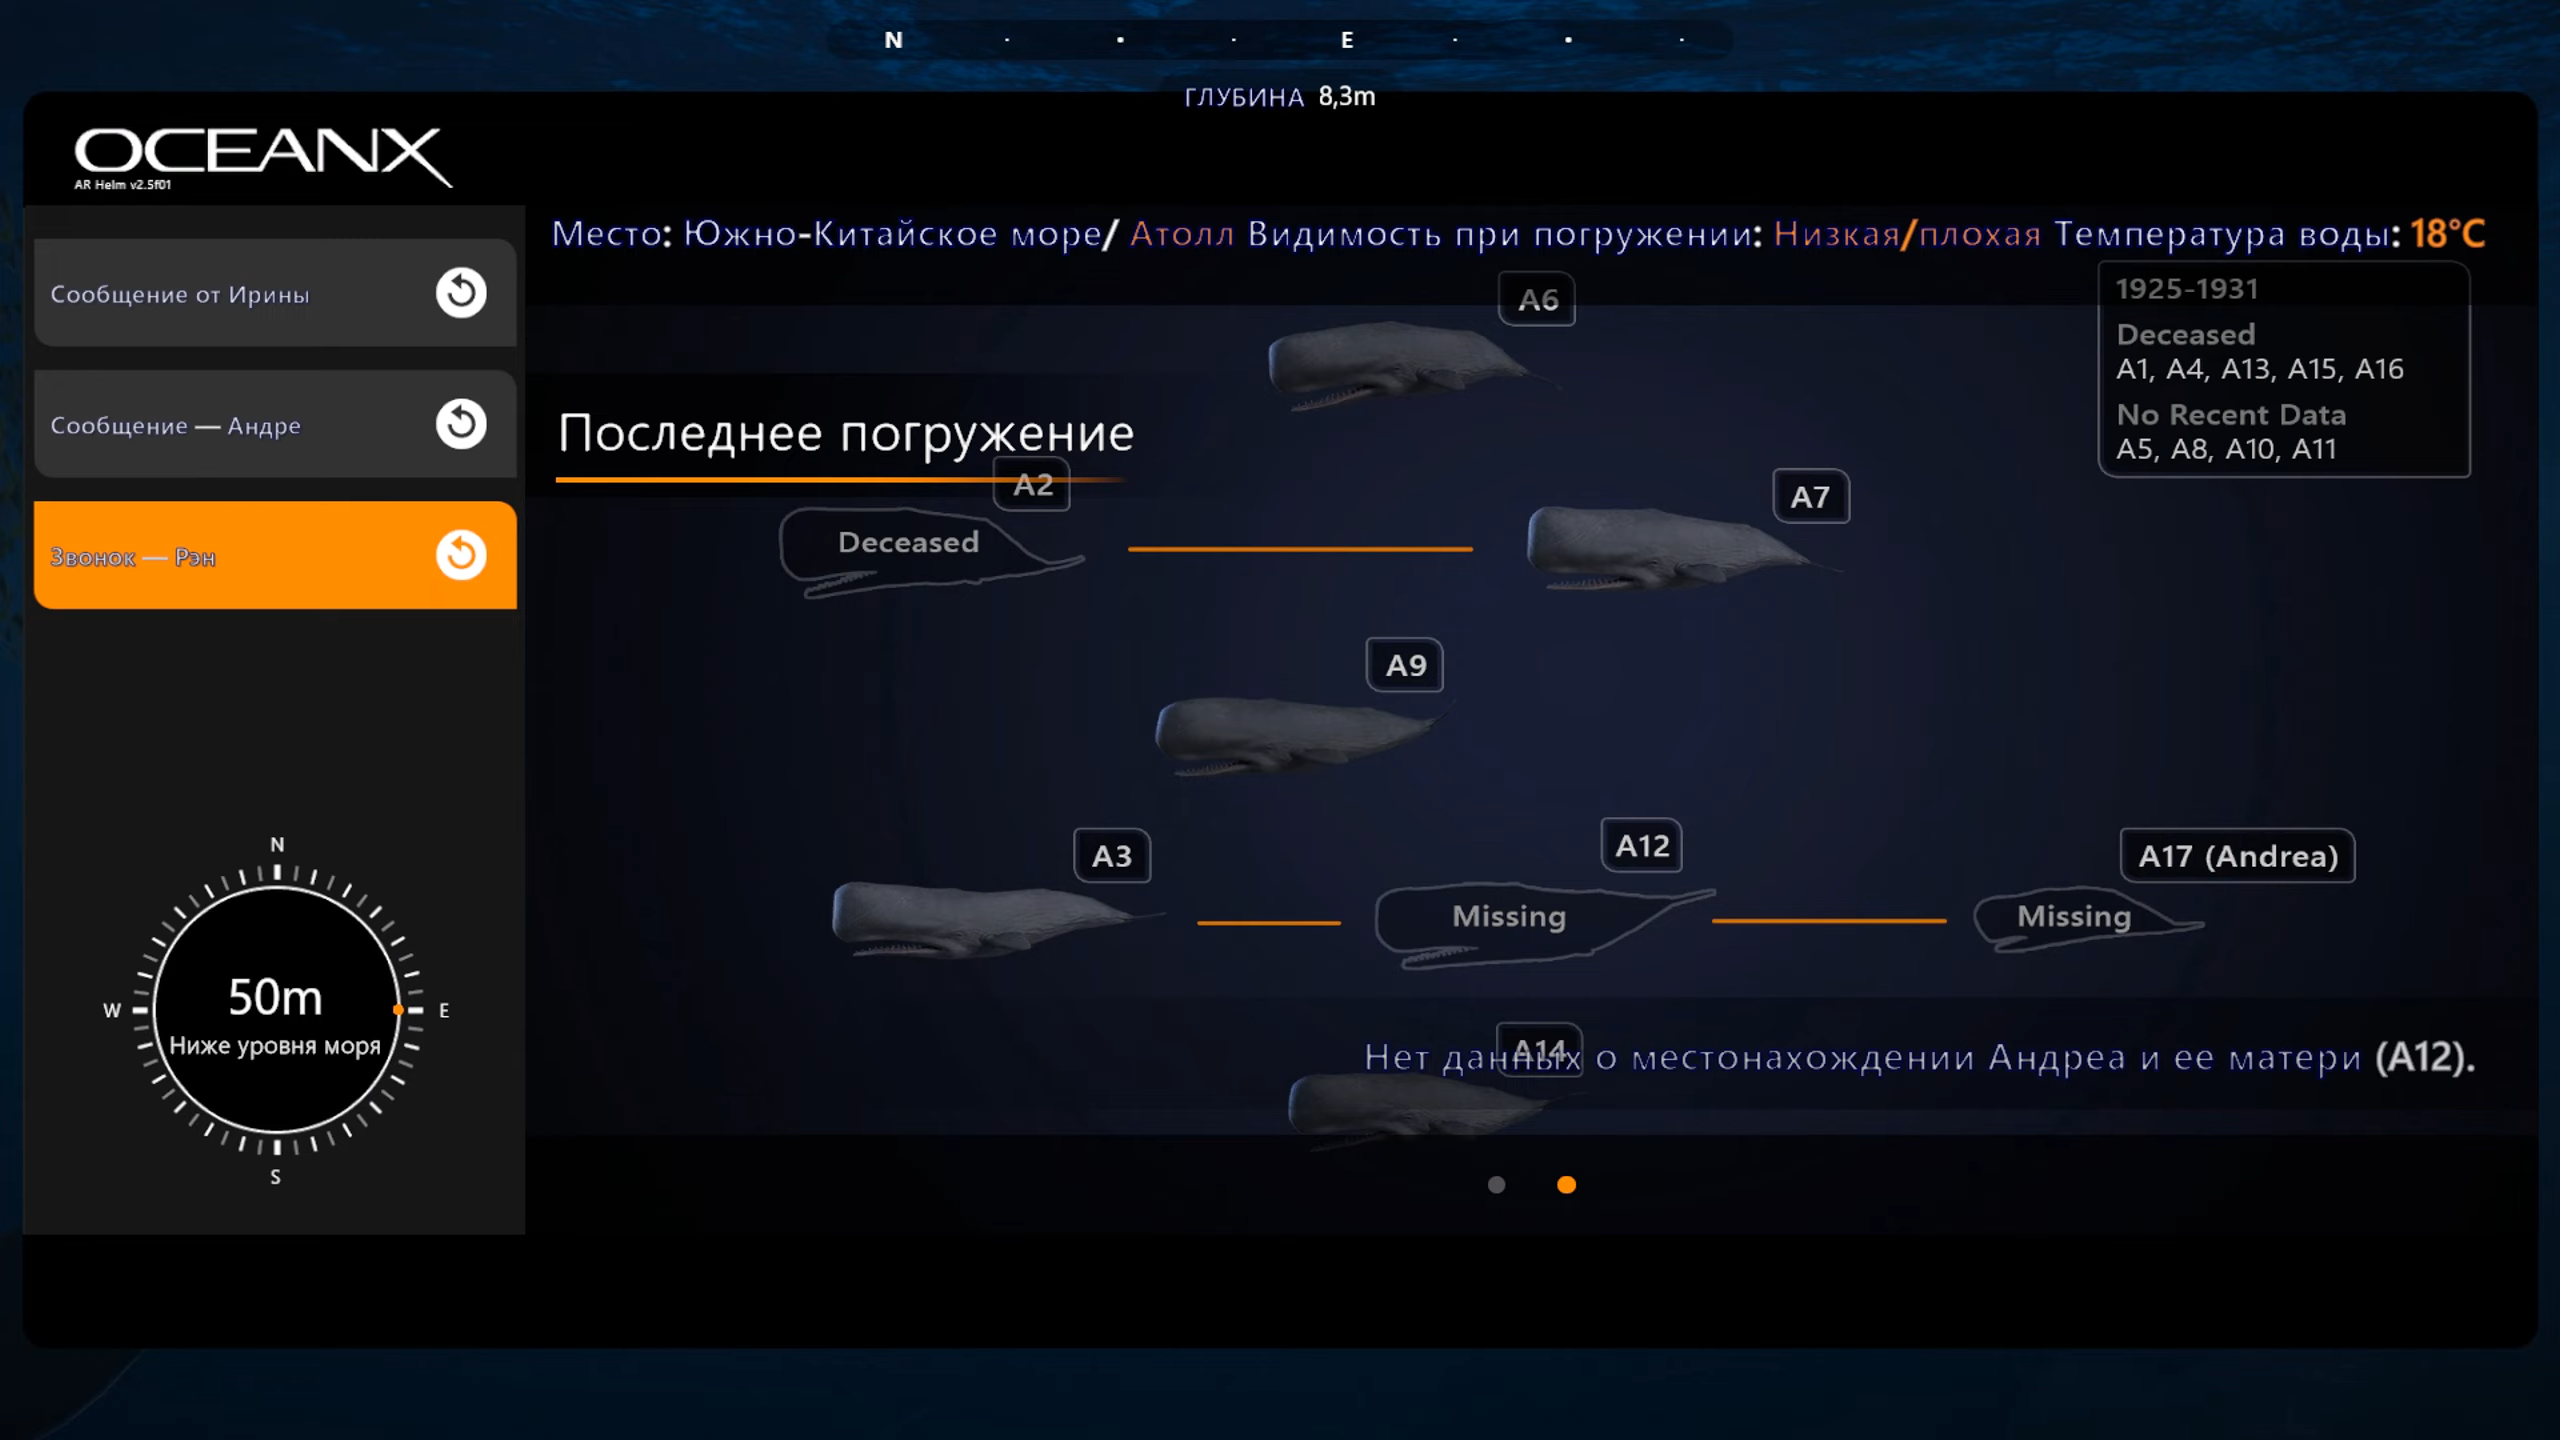 N E
ГЛУБИНА 8,3m
OCEANX
AR Helm v2.5f01
Место: Южно-Китайское море/ Атолл Видимость при погружении: Низкая/плохая Температура воды: 18°C
Сообщение от Ирины
Сообщение — Андре
Звонок — Рэн
Последнее погружение
A6
1925-1931
Deceased
A1, A4, A13, A15, A16
No Recent Data
A5, A8, A10, A11
A2
Deceased
A7
A9
A3
A12
Missing
A17 (Andrea)
Missing
A14
Нет данных о местонахождении Андреа и ее матери (A12).
N
W
50m
E
Ниже уровня моря
S